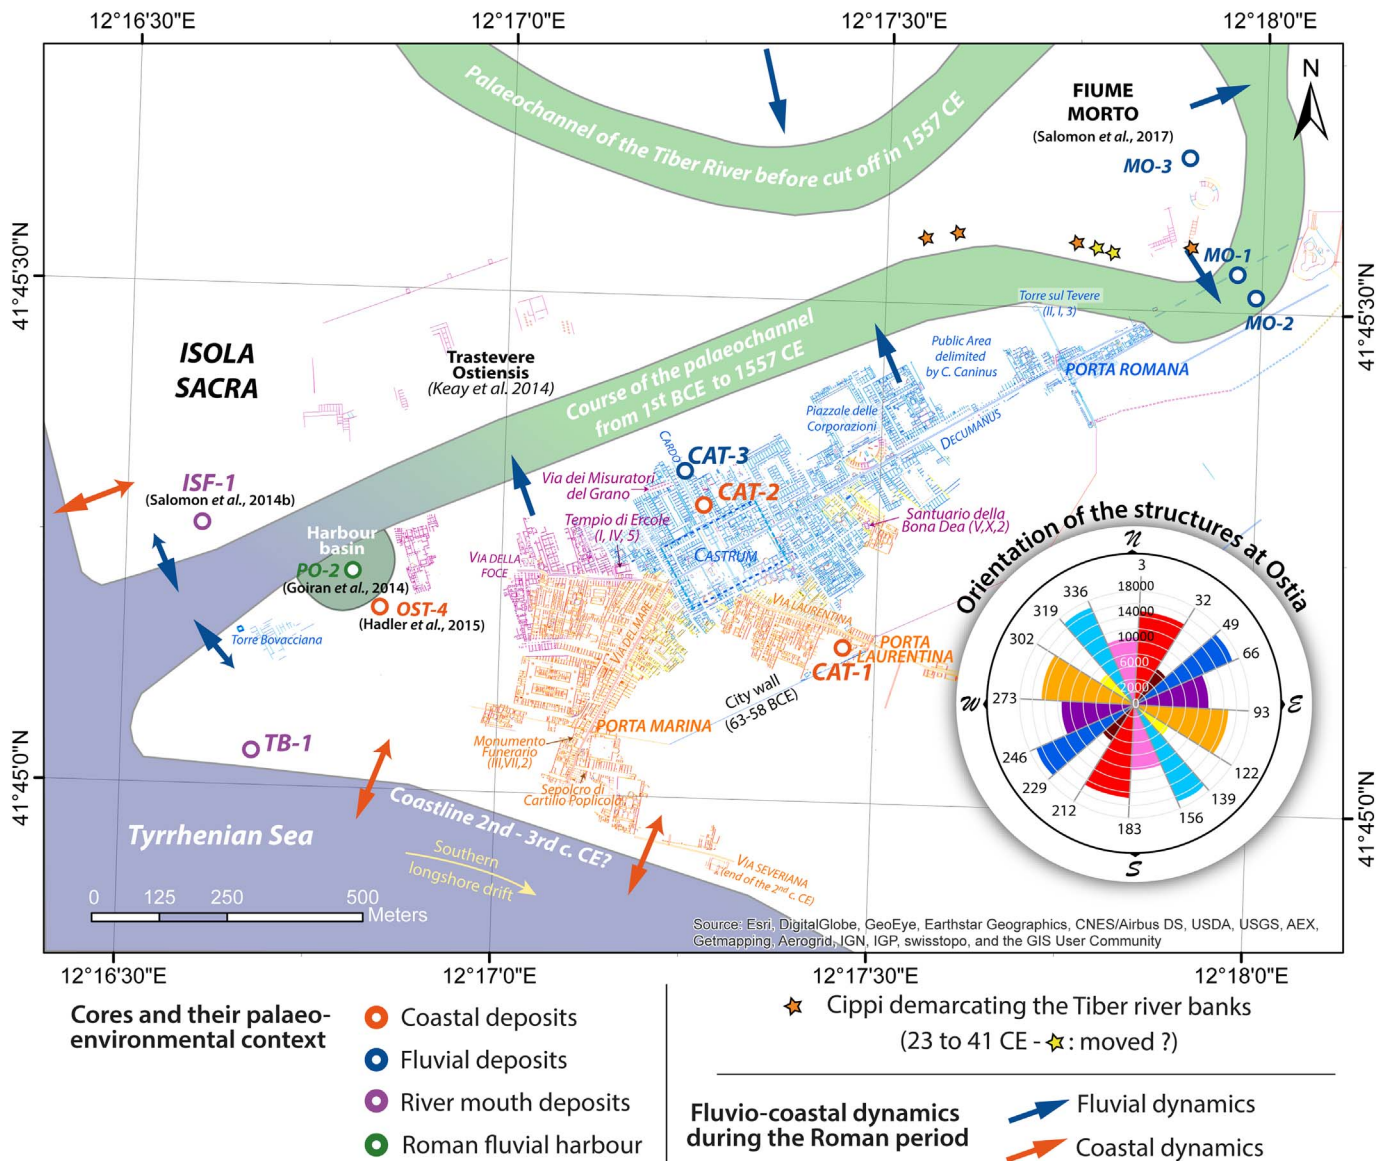 12°16'30"E
12°17'0"E
12°17'30"E
12°18'0"E
41°45'30"N
41°45'0"N
41°45'30"N
41°45'0"N
N
Palaeochannel of the Tiber River before cut off in 1557 CE
FIUME
MORTO
(Salomon et al., 2017)
MO-3
MO-1
MO-2
Torre sul Tevere
(II, I, 3)
ISOLA
SACRA
Trastevere
Ostiensis
(Keay et al. 2014)
Course of the palaeochannel
from 1st BCE to 1557 CE
Public Area
delimited
by C. Caninus
PORTA ROMANA
Piazzale delle
Corporazioni
DECUMANUS
CARDO
CAT-3
CAT-2
Via dei Misuratori
del Grano
Tempio di Ercole
(I, IV, 5)
Santuario della
Bona Dea (V,X,2)
CASTRUM
VIA DELLA
FOCE
ISF-1
(Salomon et al., 2014b)
Harbour
basin
PO-2
(Goiran et al., 2014)
OST-4
(Hadler et al., 2015)
Torre Bovacciana
VIA DEL MARE
VIA LAURENTINA
PORTA
LAURENTINA
CAT-1
City wall
(63-58 BCE)
PORTA MARINA
TB-1
Monumento
Funerario
(III,VII,2)
Sepolcro di
Cartilio Poplicola
VIA SEVERIANA
(end of the 2nd c. CE)
Coastline 2nd - 3rd c. CE?
Tyrrhenian Sea
Southern
longshore drift
0 125 250 500
Meters
Orientation of the structures at Ostia
N
E
S
W
3
32
49
66
93
122
139
156
183
212
229
246
273
302
319
336
18000
14000
10000
6000
2000
0
Source: Esri, DigitalGlobe, GeoEye, Earthstar Geographics, CNES/Airbus DS, USDA, USGS, AEX,
Getmapping, Aerogrid, IGN, IGP, swisstopo, and the GIS User Community
12°16'30"E
12°17'0"E
12°17'30"E
12°18'0"E
Cores and their palaeo-
environmental context
Coastal deposits
Fluvial deposits
River mouth deposits
Roman fluvial harbour
Cippi demarcating the Tiber river banks
(23 to 41 CE - : moved ?)
Fluvio-coastal dynamics
during the Roman period
Fluvial dynamics
Coastal dynamics